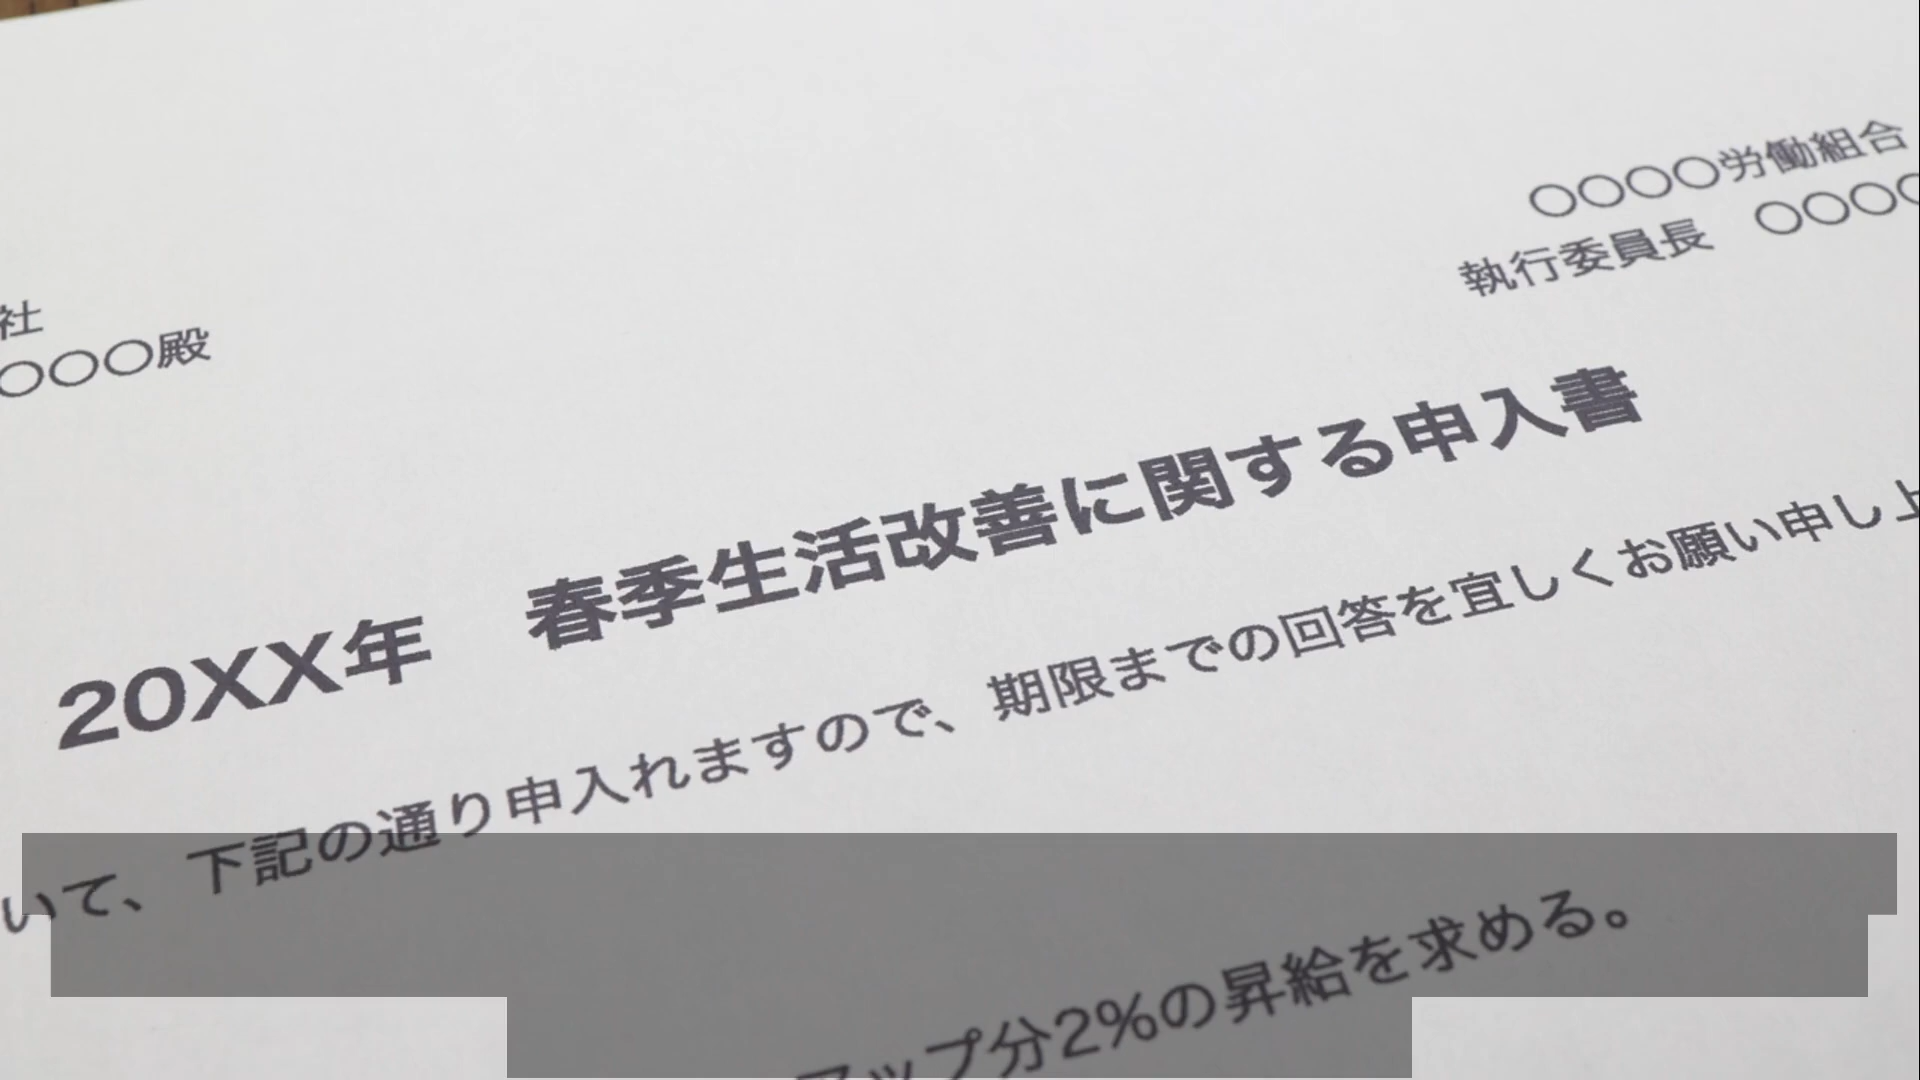 〇〇〇〇労働組合
執行委員長　〇〇〇〇
社
〇〇〇殿
20XX年　春季生活改善に関する申入書
いて、下記の通り申入れますので、期限までの回答を宜しくお願い申し上
アップ分2%の昇給を求める。